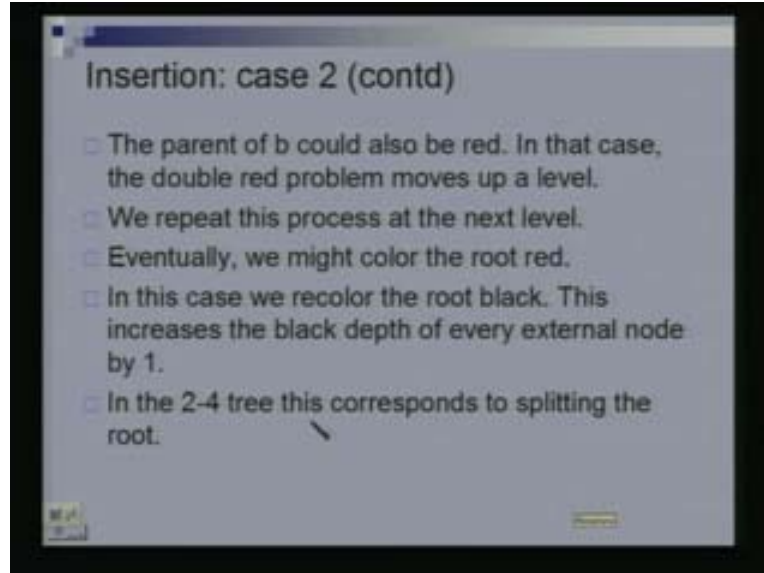 Insertion: case 2 (contd)
The parent of b could also be red. In that case,
the double red problem moves up a level.
We repeat this process at the next level.
Eventually, we might color the root red.
In this case we recolor the root black. This
increases the black depth of every external node
by 1.
In the 2-4 tree this corresponds to splitting the
root.